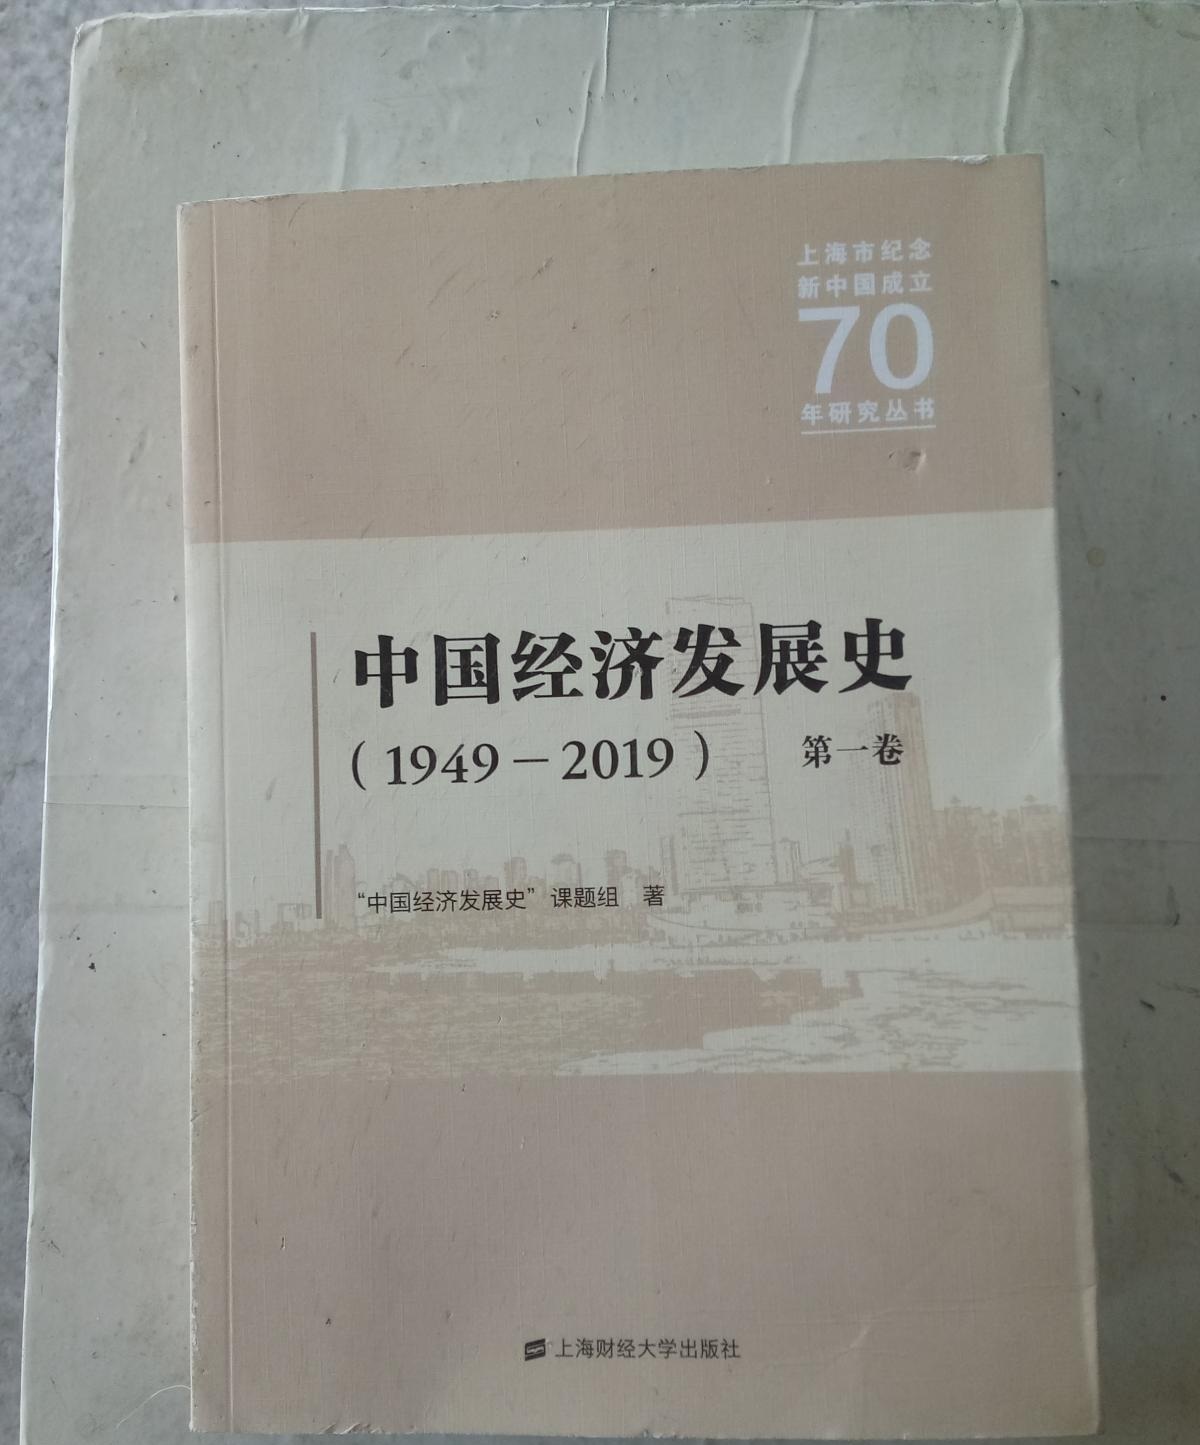 上海市纪念
新中国成立
70
年研究丛书
中国经济发展史
（1949－2019） 第一卷
“中国经济发展史”课题组 著
上海财经大学出版社